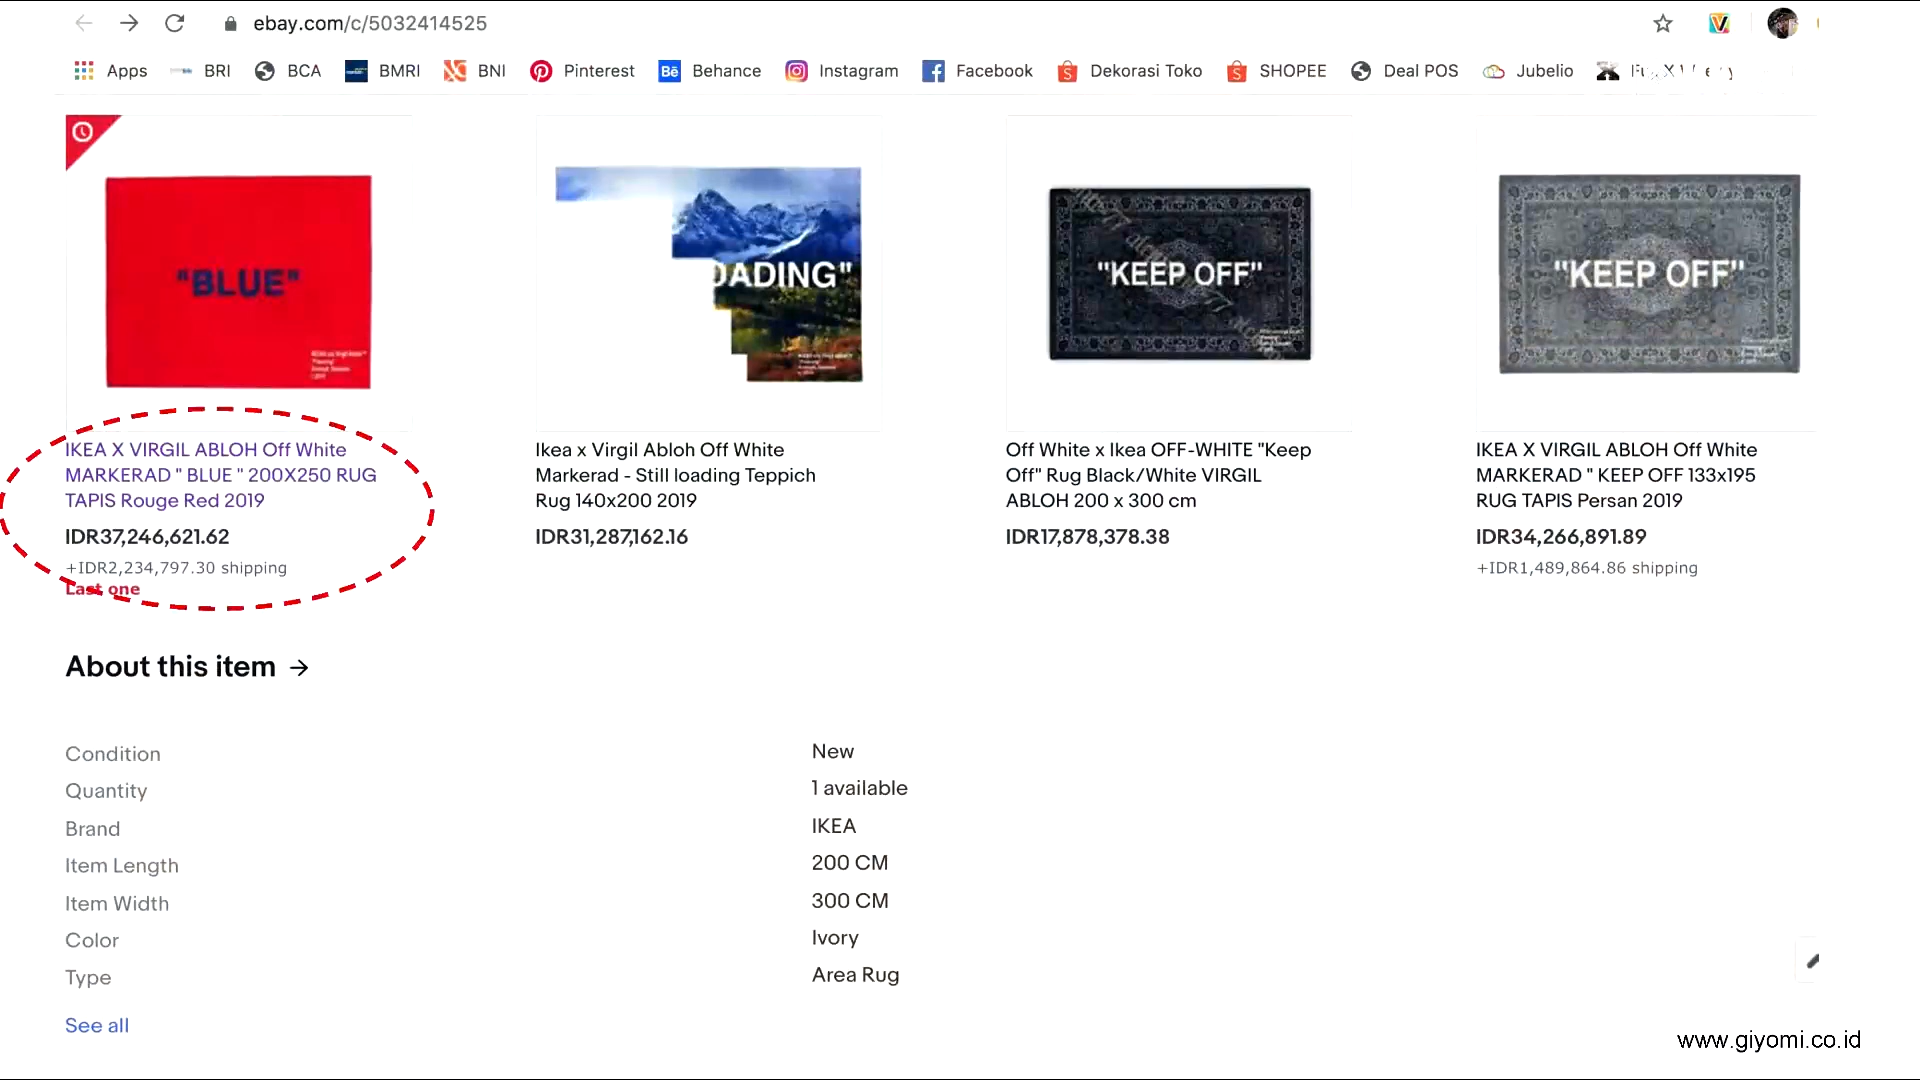 ebay.com/c/5032414525
Apps BRI BCA BMRI BNI Pinterest Behance Instagram Facebook Dekorasi Toko SHOPEE Deal POS Jubelio
"BLUE"
OADING"
"KEEP OFF"
"KEEP OFF"
IKEA X VIRGIL ABLOH Off White
MARKERAD " BLUE " 200X250 RUG
TAPIS Rouge Red 2019
IDR37,246,621.62
+IDR2,234,797.30 shipping
Last one
Ikea x Virgil Abloh Off White
Markerad - Still loading Teppich
Rug 140x200 2019
IDR31,287,162.16
Off White x Ikea OFF-WHITE "Keep
Off" Rug Black/White VIRGIL
ABLOH 200 x 300 cm
IDR17,878,378.38
IKEA X VIRGIL ABLOH Off White
MARKERAD " KEEP OFF 133x195
RUG TAPIS Persan 2019
IDR34,266,891.89
+IDR1,489,864.86 shipping
About this item →
Condition New
Quantity 1 available
Brand IKEA
Item Length 200 CM
Item Width 300 CM
Color Ivory
Type Area Rug
See all
www.giyomi.co.id